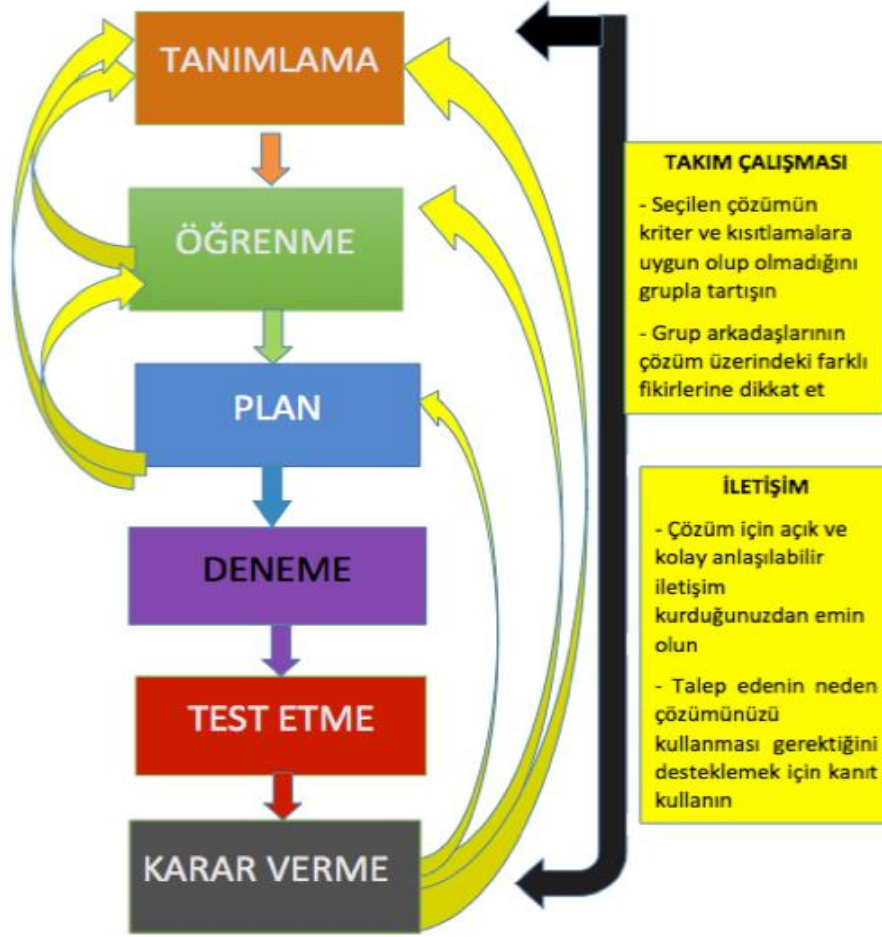 TANIMLAMA
ÖĞRENME
PLAN
DENEME
TEST ETME
KARAR VERME
TAKIM ÇALIŞMASI
- Seçilen çözümün
kriter ve kısıtlamalara
uygun olup olmadığını
grupla tartışın
- Grup arkadaşlarının
çözüm üzerindeki farklı
fikirlerine dikkat et
İLETİŞİM
- Çözüm için açık ve
kolay anlaşılabilir
iletişim
kurduğunuzdan emin
olun
- Talep edenin neden
çözümünüzü
kullanması gerektiğini
desteklemek için kanıt
kullanın